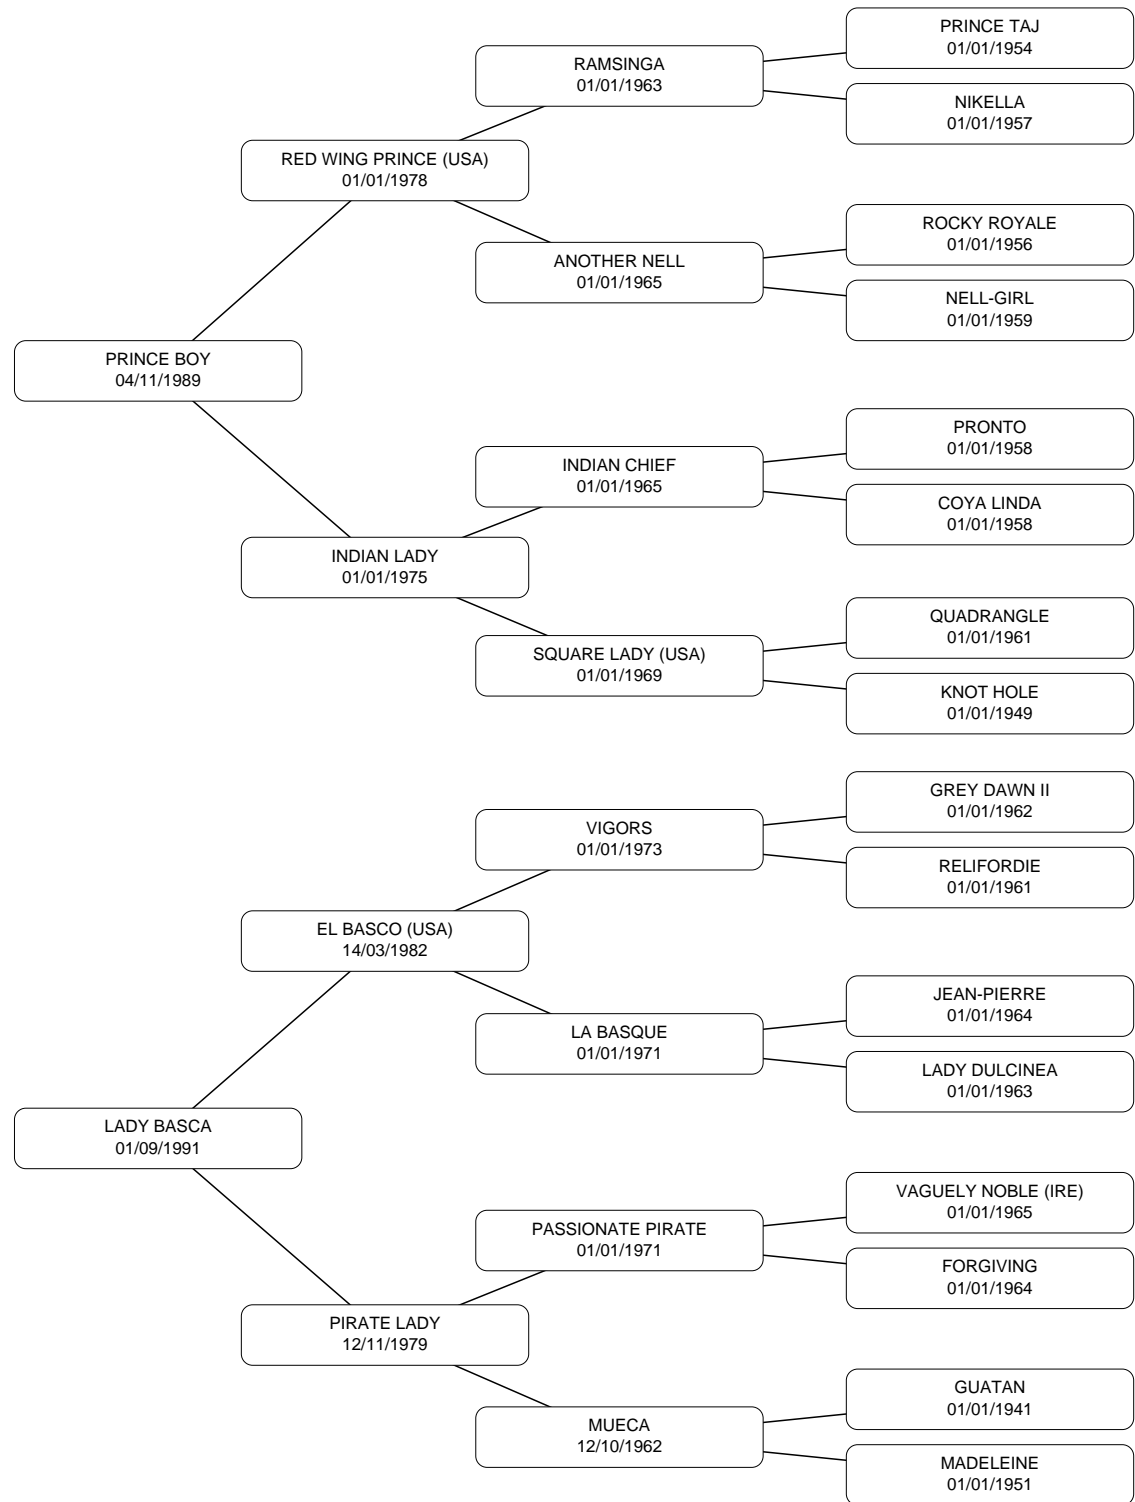 PRINCE TAJ
01/01/1954
RAMSINGA
01/01/1963
NIKELLA
01/01/1957
RED WING PRINCE (USA)
01/01/1978
ROCKY ROYALE
01/01/1956
ANOTHER NELL
01/01/1965
NELL-GIRL
01/01/1959
PRINCE BOY
04/11/1989
PRONTO
01/01/1958
INDIAN CHIEF
01/01/1965
COYA LINDA
01/01/1958
INDIAN LADY
01/01/1975
QUADRANGLE
01/01/1961
SQUARE LADY (USA)
01/01/1969
KNOT HOLE
01/01/1949
GREY DAWN II
01/01/1962
VIGORS
01/01/1973
RELIFORDIE
01/01/1961
EL BASCO (USA)
14/03/1982
JEAN-PIERRE
01/01/1964
LA BASQUE
01/01/1971
LADY DULCINEA
01/01/1963
LADY BASCA
01/09/1991
VAGUELY NOBLE (IRE)
01/01/1965
PASSIONATE PIRATE
01/01/1971
FORGIVING
01/01/1964
PIRATE LADY
12/11/1979
GUATAN
01/01/1941
MUECA
12/10/1962
MADELEINE
01/01/1951